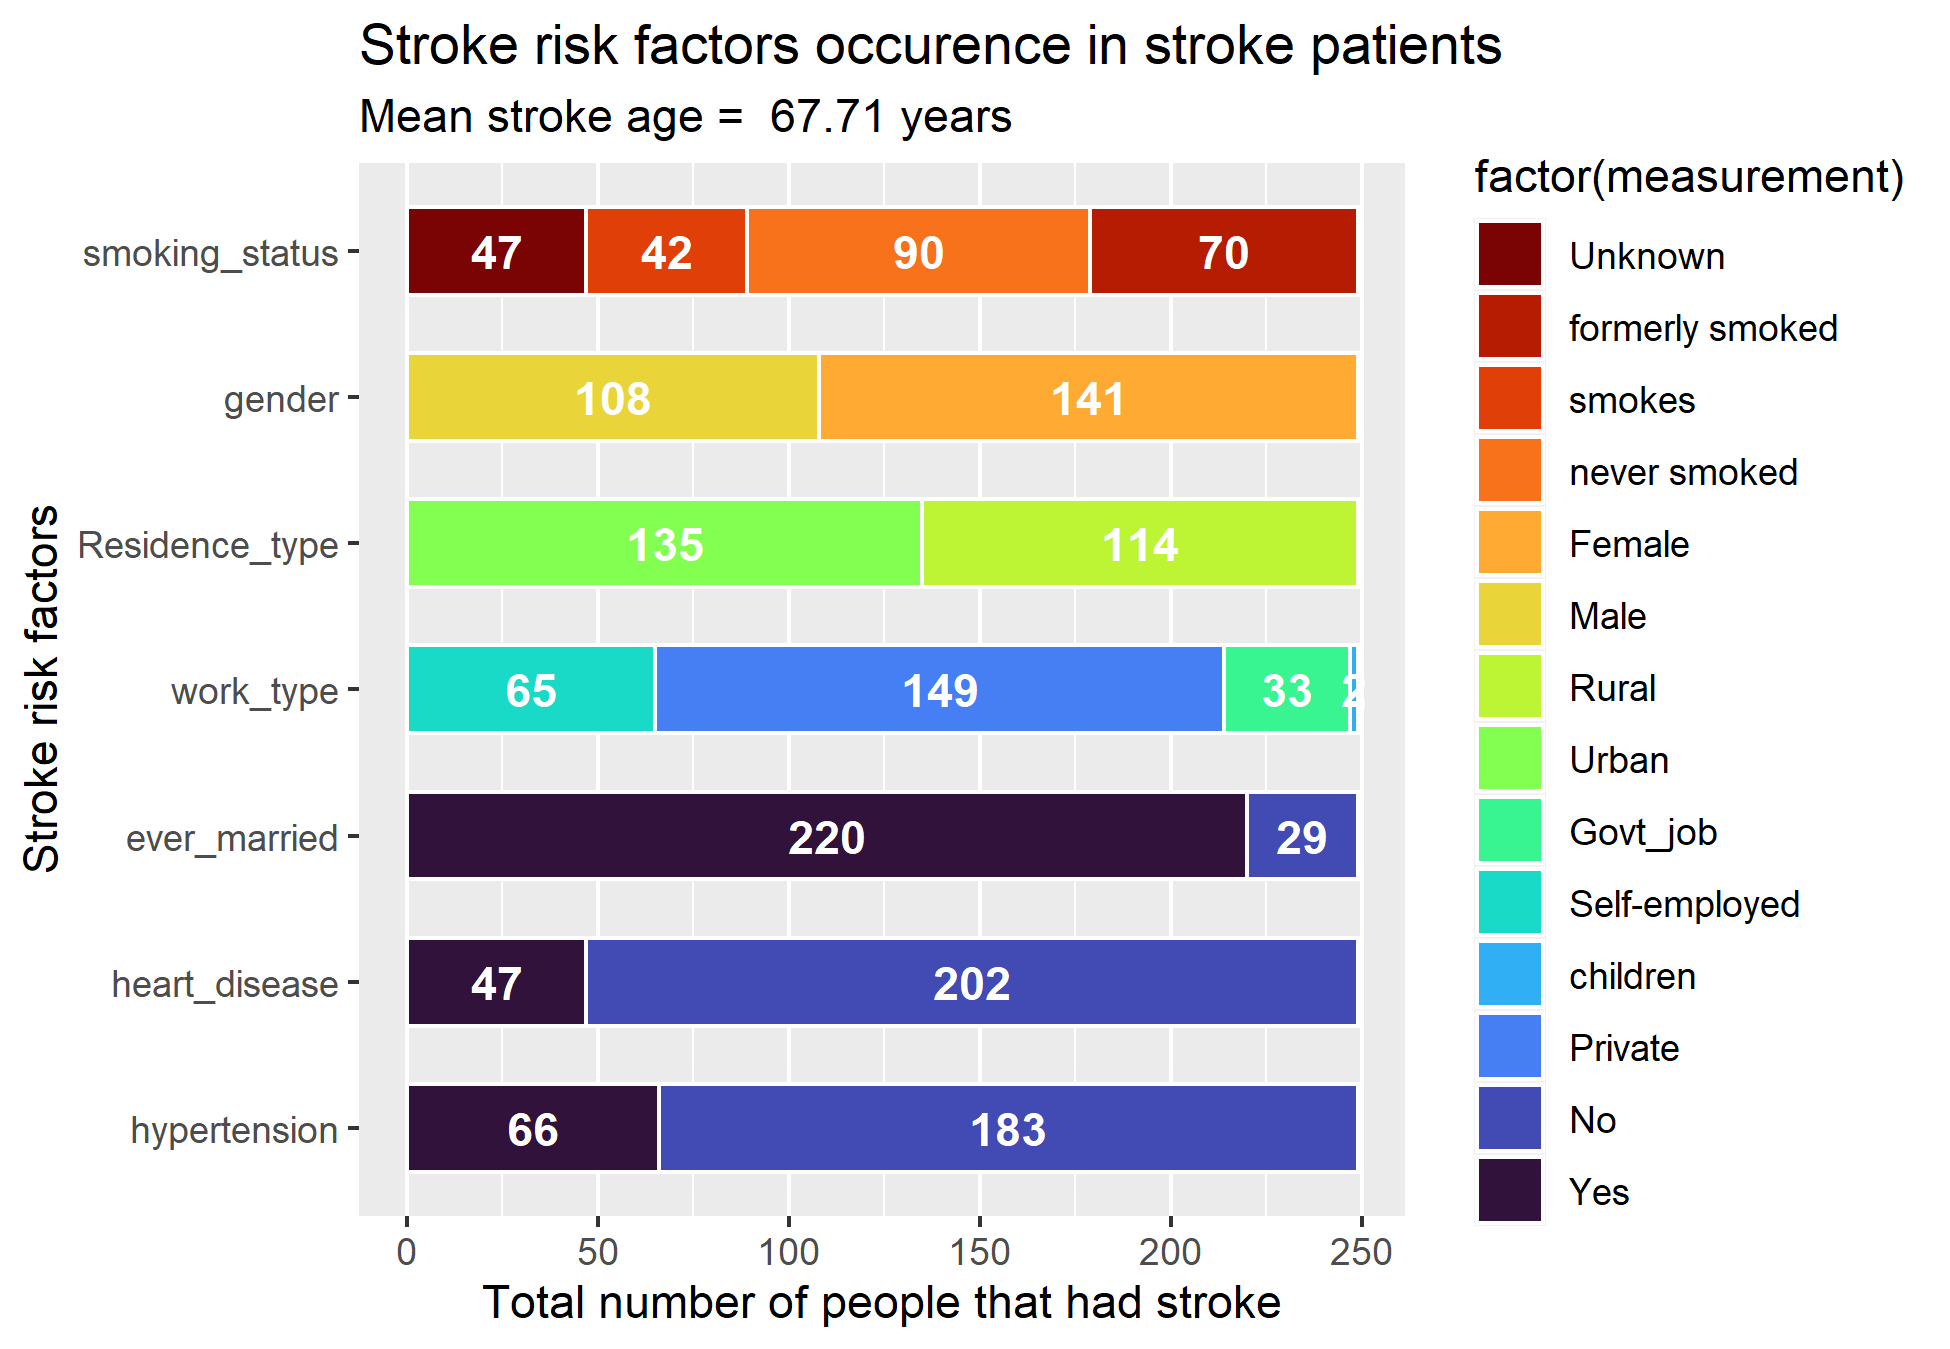 Stroke risk factors occurence in stroke patients
Mean stroke age =  67.71 years
factor(measurement)
Unknown
formerly smoked
smokes
never smoked
Female
Male
Rural
Urban
Govt_job
Self-employed
children
Private
No
Yes
Stroke risk factors
smoking_status
47 42 90 70
gender
108 141
Residence_type
135 114
work_type
65 149 33 2
ever_married
220 29
heart_disease
47 202
hypertension
66 183
0 50 100 150 200 250
Total number of people that had stroke